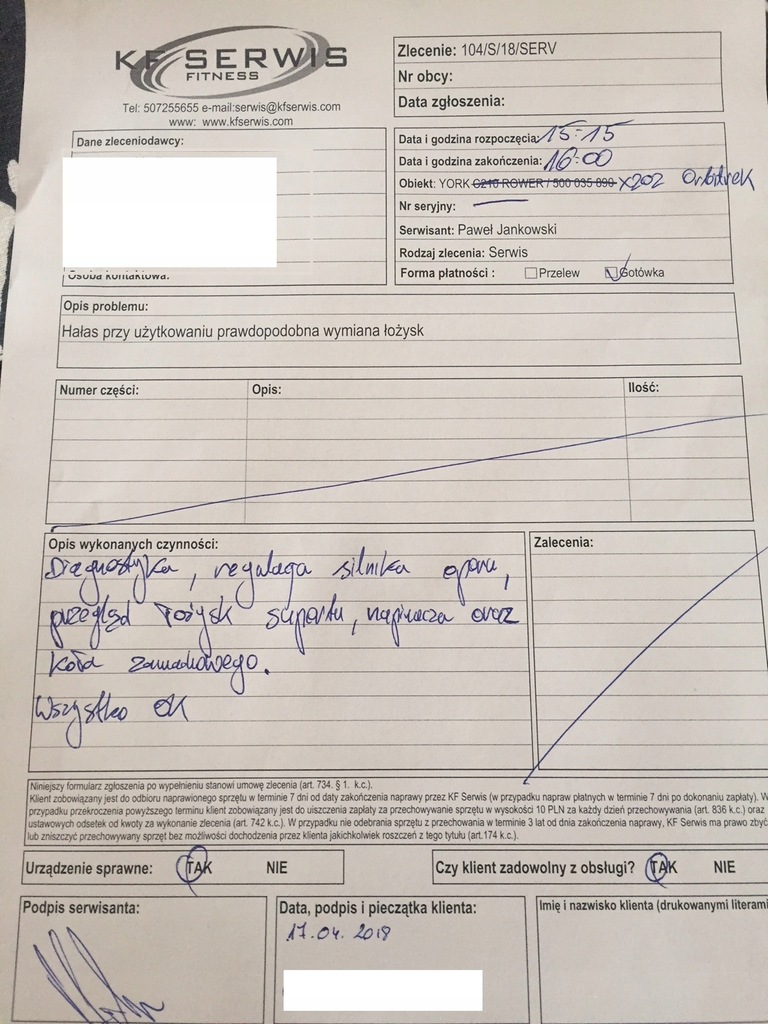 KF SERWIS
FITNESS
Tel: 507255655 e-mail:serwis@kfserwis.com
www: www.kfserwis.com
Zlecenie: 104/S/18/SERV
Nr obcy:
Data zgłoszenia:
Dane zleceniodawcy:
Osoba kontaktowa:
Data i godzina rozpoczęcia: 15:15
Data i godzina zakończenia: 16:00
Obiekt: YORK C210 ROWER / 500 035 890 X202 Orbitrek
Nr seryjny: —
Serwisant: Paweł Jankowski
Rodzaj zlecenia: Serwis
Forma płatności : Przelew Gotówka
Opis problemu:
Hałas przy użytkowaniu prawdopodobna wymiana łożysk
Numer części: Opis: Ilość:
Opis wykonanych czynności:
Diagnostyka, regulacja silnika oporu,
przegląd łożysk suportu, napinacza oraz
koła zamachowego.
Wszystko OK
Zalecenia:
Niniejszy formularz zgłoszenia po wypełnieniu stanowi umowę zlecenia (art. 734. § 1. k.c.).
Klient zobowiązany jest do odbioru naprawionego sprzętu w terminie 7 dni od daty zakończenia naprawy przez KF Serwis (w przypadku napraw płatnych w terminie 7 dni po dokonaniu zapłaty). W
przypadku przekroczenia powyższego terminu klient zobowiązany jest do uiszczenia zapłaty za przechowywanie sprzętu w wysokości 10 PLN za każdy dzień przechowywania (art. 836 k.c.) oraz
ustawowych odsetek od kwoty za wykonanie zlecenia (art. 742 k.c.). W przypadku nie odebrania sprzętu z przechowania w terminie 3 lat od dnia zakończenia naprawy, KF Serwis ma prawo zbyć
lub zniszczyć przechowywany sprzęt bez możliwości dochodzenia przez klienta jakichkolwiek roszczeń z tego tytułu (art.174 k.c.).
Urządzenie sprawne: TAK NIE
Czy klient zadowolny z obsługi? TAK NIE
Podpis serwisanta:
Data, podpis i pieczątka klienta:
17.04.2018
Imię i nazwisko klienta (drukowanymi literami